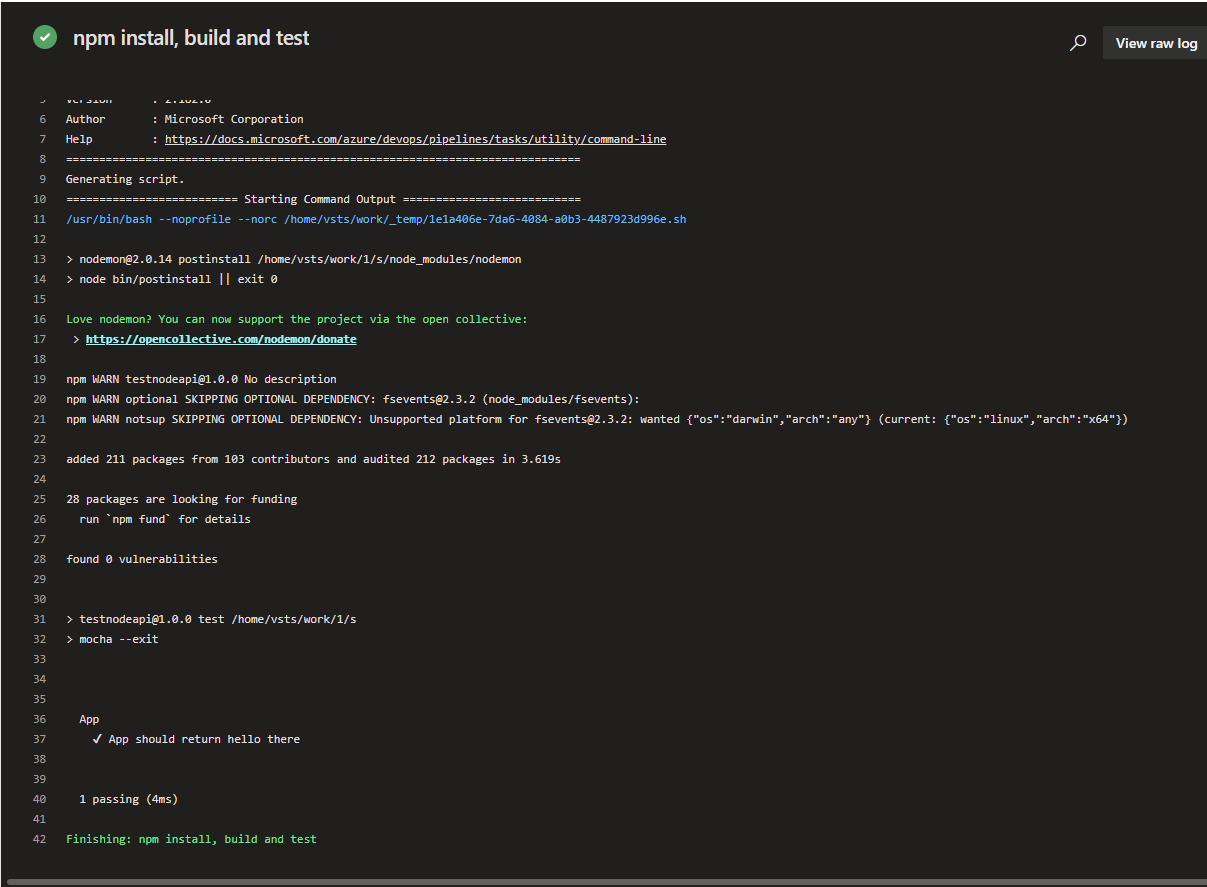 npm install, build and test
View raw log
5 Version : 2.182.0
6 Author : Microsoft Corporation
7 Help : https://docs.microsoft.com/azure/devops/pipelines/tasks/utility/command-line
8 ==============================================================================
9 Generating script.
10 ========================== Starting Command Output ===========================
11 /usr/bin/bash --noprofile --norc /home/vsts/work/_temp/1e1a406e-7da6-4084-a0b3-4487923d996e.sh
12
13 > nodemon@2.0.14 postinstall /home/vsts/work/1/s/node_modules/nodemon
14 > node bin/postinstall || exit 0
15
16 Love nodemon? You can now support the project via the open collective:
17 > https://opencollective.com/nodemon/donate
18
19 npm WARN testnodeapi@1.0.0 No description
20 npm WARN optional SKIPPING OPTIONAL DEPENDENCY: fsevents@2.3.2 (node_modules/fsevents):
21 npm WARN notsup SKIPPING OPTIONAL DEPENDENCY: Unsupported platform for fsevents@2.3.2: wanted {"os":"darwin","arch":"any"} (current: {"os":"linux","arch":"x64"})
22
23 added 211 packages from 103 contributors and audited 212 packages in 3.619s
24
25 28 packages are looking for funding
26 run `npm fund` for details
27
28 found 0 vulnerabilities
29
30
31 > testnodeapi@1.0.0 test /home/vsts/work/1/s
32 > mocha --exit
33
34
35
36 App
37 ✓ App should return hello there
38
39
40 1 passing (4ms)
41
42 Finishing: npm install, build and test